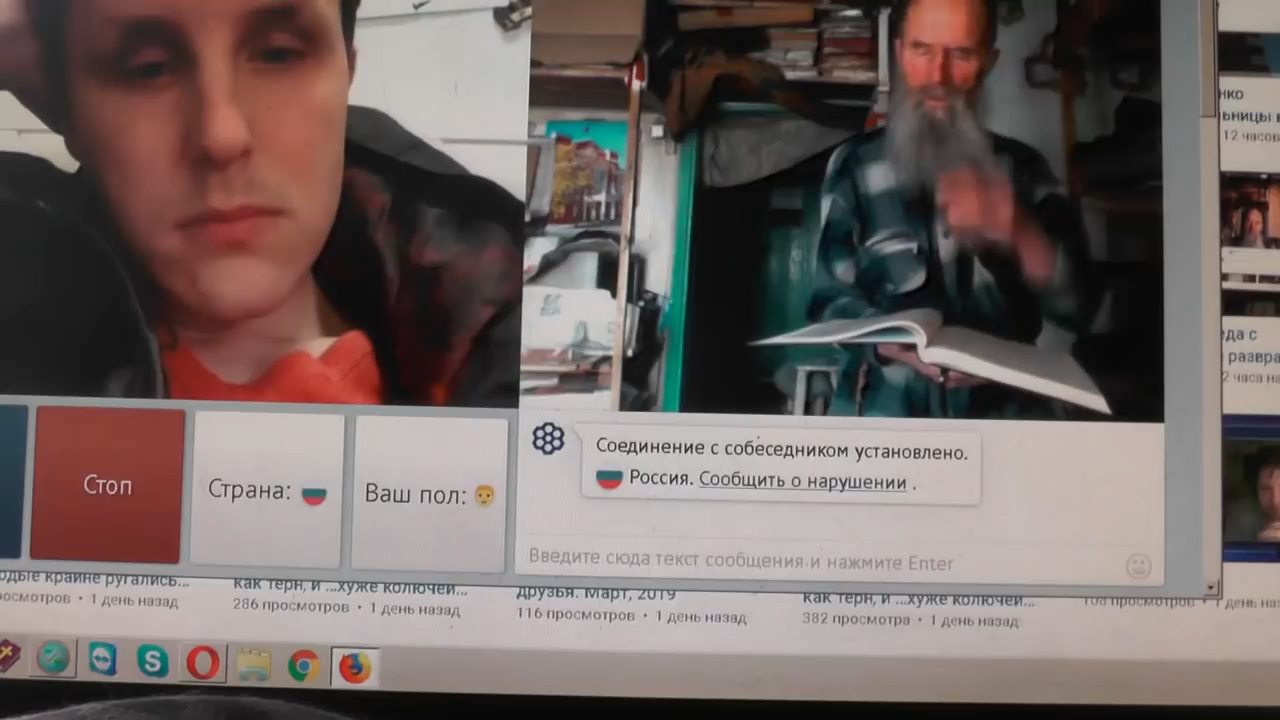 нко
ьницы в
12 часов
Соединение с собеседником установлено.
Россия. Сообщить о нарушении .
Стоп
Страна:
Ваш пол:
Введите сюда текст сообщения и нажмите Enter
еда с
развра
2 часа на
одые крайне ругались...
росмотров • 1 день назад
как терн, и ...хуже колючей...
286 просмотров • 1 день назад
друзья. Март, 2019
116 просмотров • 1 день назад
как терн, и ...хуже колючей...
382 просмотра • 1 день назад
108 просмотров • 1 день на